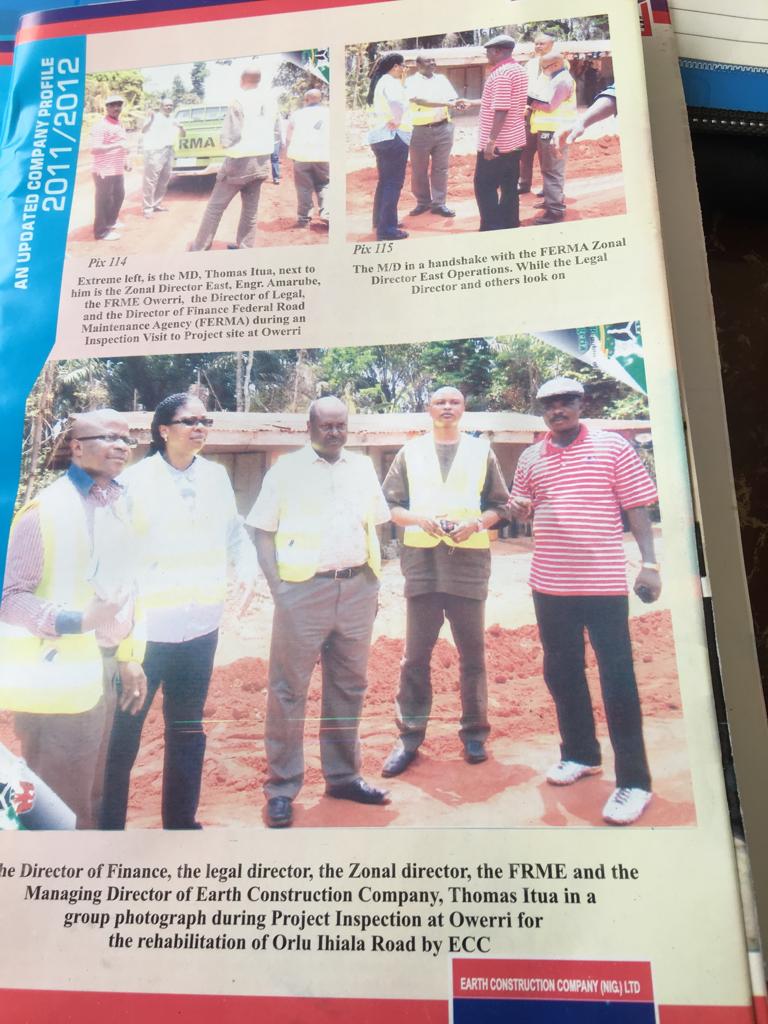 AN UPDATED COMPANY PROFILE
2011/2012
RMA
Pix 114
Extreme left, is the MD, Thomas Itua, next to
him is the Zonal Director East, Engr. Amarube,
the FRME Owerri, the Director of Legal,
and the Director of Finance Federal Road
Maintenance Agency (FERMA) during an
Inspection Visit to Project site at Owerri
Pix 115
The M/D in a handshake with the FERMA Zonal
Director East Operations. While the Legal
Director and others look on
he Director of Finance, the legal director, the Zonal director, the FRME and the
Managing Director of Earth Construction Company, Thomas Itua in a
group photograph during Project Inspection at Owerri for
the rehabilitation of Orlu Ihiala Road by ECC
EARTH CONSTRUCTION COMPANY (NIG.) LTD